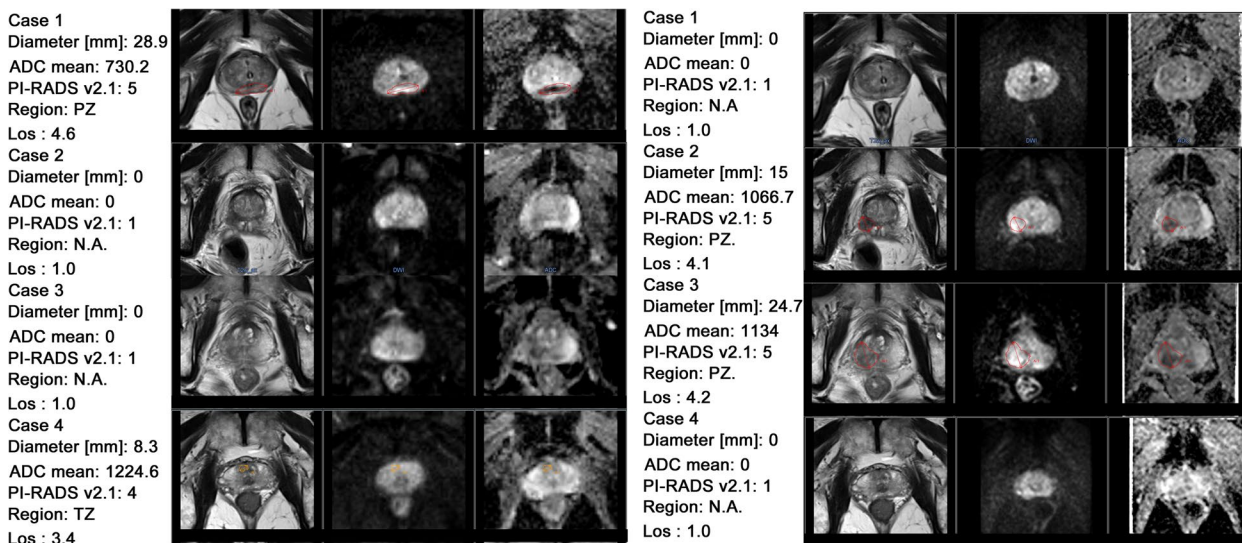 Case 1
Diameter [mm]: 28.9
ADC mean: 730.2
PI-RADS v2.1: 5
Region: PZ
Los : 4.6
Case 2
Diameter [mm]: 0
ADC mean: 0
PI-RADS v2.1: 1
Region: N.A.
Los : 1.0
Case 3
Diameter [mm]: 0
ADC mean: 0
PI-RADS v2.1: 1
Region: N.A.
Los : 1.0
Case 4
Diameter [mm]: 8.3
ADC mean: 1224.6
PI-RADS v2.1: 4
Region: TZ
Los : 3.4
DWI
ADC
Case 1
Diameter [mm]: 0
ADC mean: 0
PI-RADS v2.1: 1
Region: N.A
Los : 1.0
Case 2
Diameter [mm]: 15
ADC mean: 1066.7
PI-RADS v2.1: 5
Region: PZ.
Los : 4.1
Case 3
Diameter [mm]: 24.7
ADC mean: 1134
PI-RADS v2.1: 5
Region: PZ.
Los : 4.2
Case 4
Diameter [mm]: 0
ADC mean: 0
PI-RADS v2.1: 1
Region: N.A.
Los : 1.0
DWI
ADC